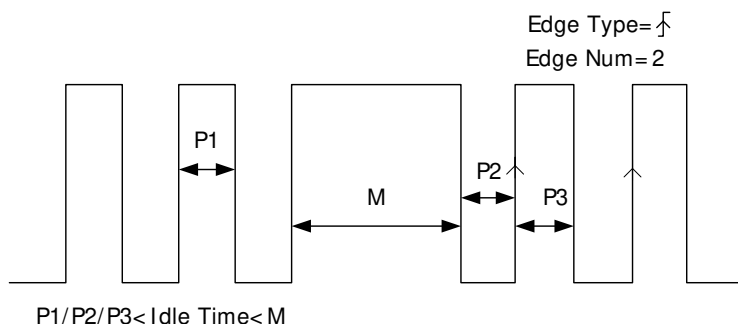 Edge Type=
Edge Num=2
P1
P2
M
P3
P1/P2/P3<Idle Time<M